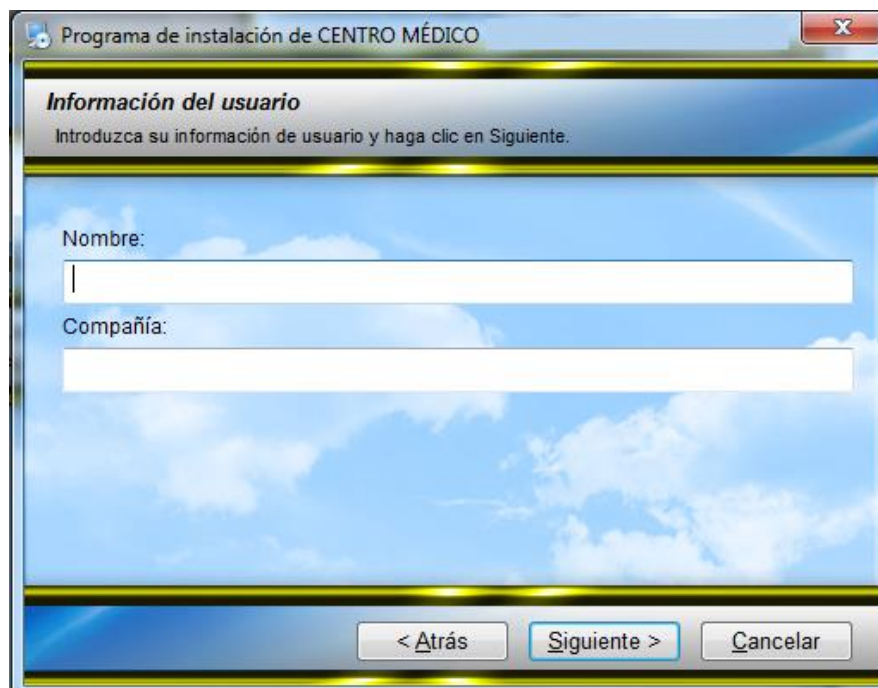 Programa de instalación de CENTRO MÉDICO
X
Información del usuario
Introduzca su información de usuario y haga clic en Siguiente.
Nombre:
Compañía:
< Atrás
Siguiente >
Cancelar